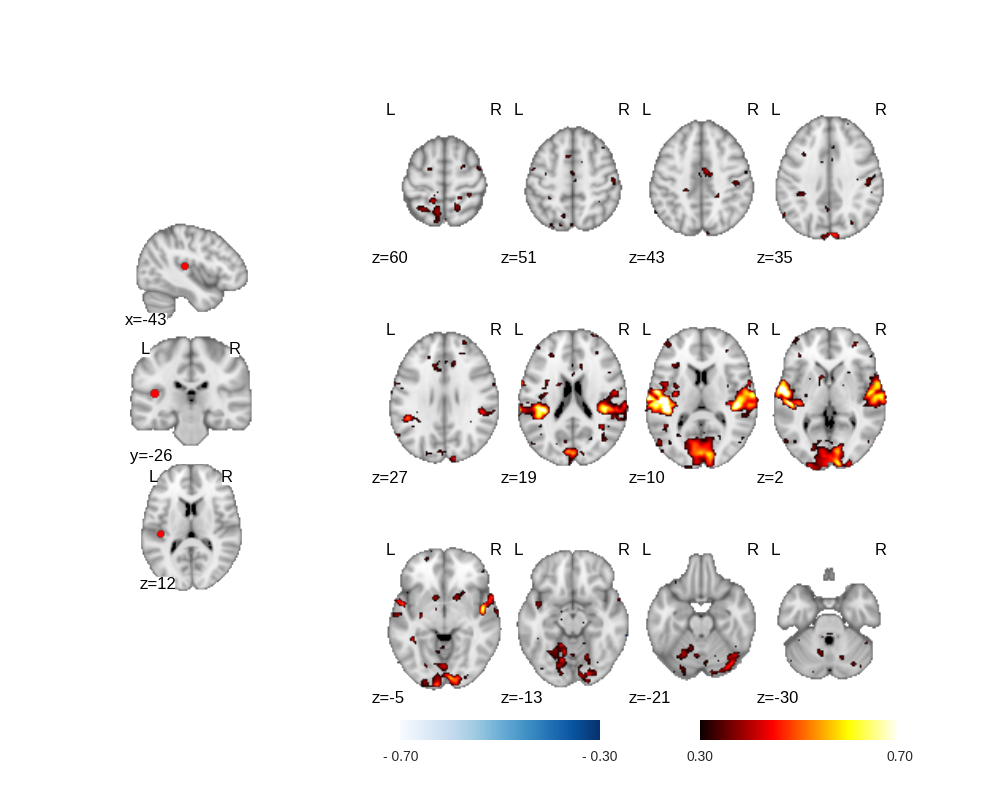 L R L R L R L R
z=60 z=51 z=43 z=35
x=-43
L R
y=-26
L R
z=12
L R L R L R L R
z=27 z=19 z=10 z=2
L R L R L R L R
z=-5 z=-13 z=-21 z=-30
- 0.70 - 0.30 0.30 0.70